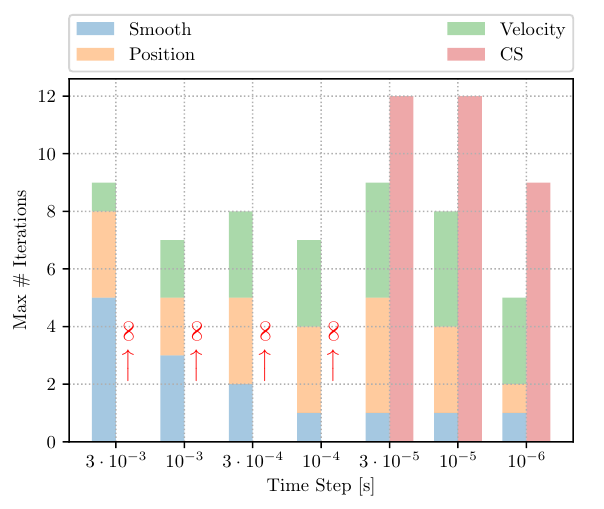 Smooth Velocity
Position CS
Max # Iterations
12
10
8
6
4
2
0
→ ∞ → ∞ → ∞ → ∞
3 · 10⁻³ 10⁻³ 3 · 10⁻⁴ 10⁻⁴ 3 · 10⁻⁵ 10⁻⁵ 10⁻⁶
Time Step [s]